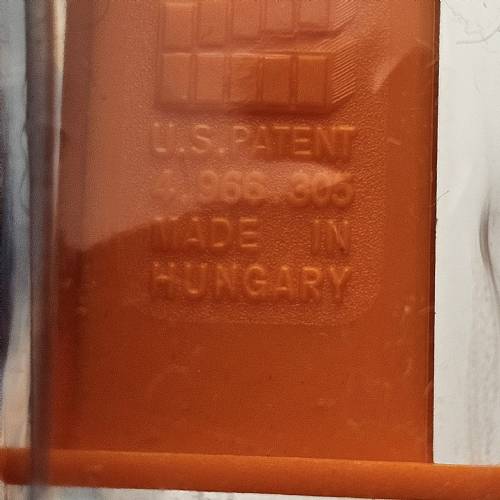 U.S.PATENT
4.966.305
MADE IN
HUNGARY